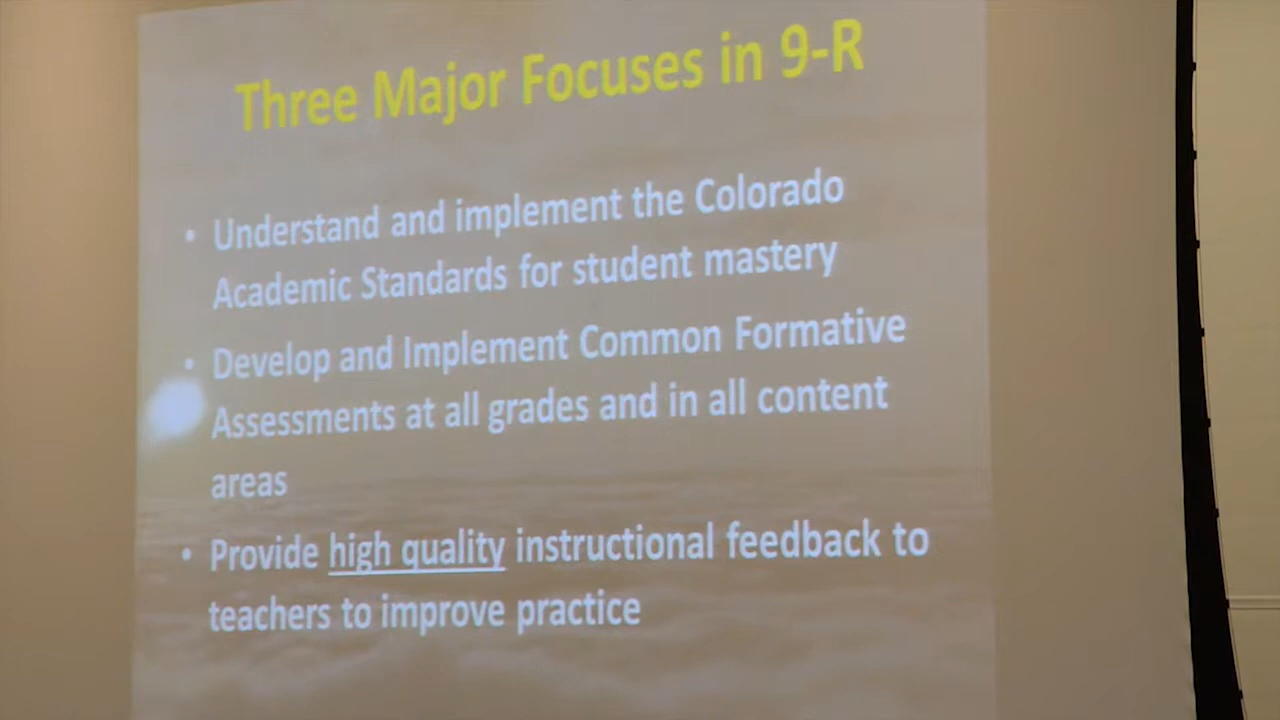 Three Major Focuses in 9-R
• Understand and implement the Colorado
Academic Standards for student mastery
• Develop and Implement Common Formative
Assessments at all grades and in all content
areas
• Provide high quality instructional feedback to
teachers to improve practice